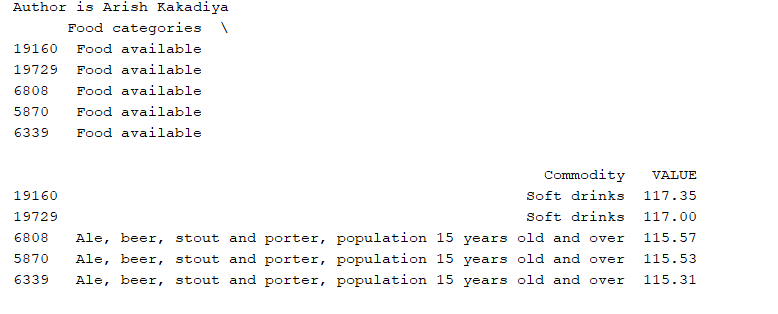 Author is Arish Kakadiya
Food categories \
19160 Food available
19729 Food available
6808 Food available
5870 Food available
6339 Food available
Commodity VALUE
19160 Soft drinks 117.35
19729 Soft drinks 117.00
6808 Ale, beer, stout and porter, population 15 years old and over 115.57
5870 Ale, beer, stout and porter, population 15 years old and over 115.53
6339 Ale, beer, stout and porter, population 15 years old and over 115.31